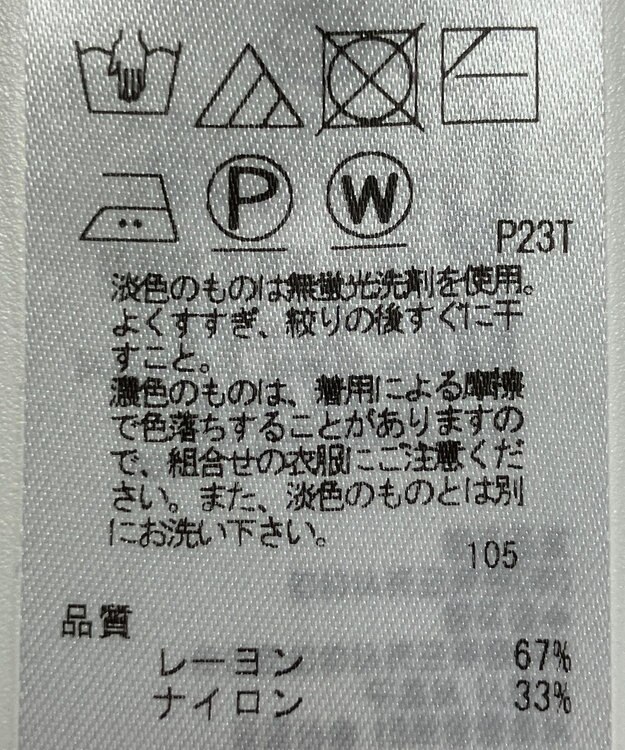 P
W
P23T
淡色のものは無蛍光洗剤を使用。
よくすすぎ、絞りの後すぐに干
すこと。
濃色のものは、着用による摩擦
で色落ちすることがありますの
で、組合せの衣服にご注意くだ
さい。また、淡色のものとは別
にお洗い下さい。
105
品質
レーヨン 67%
ナイロン 33%